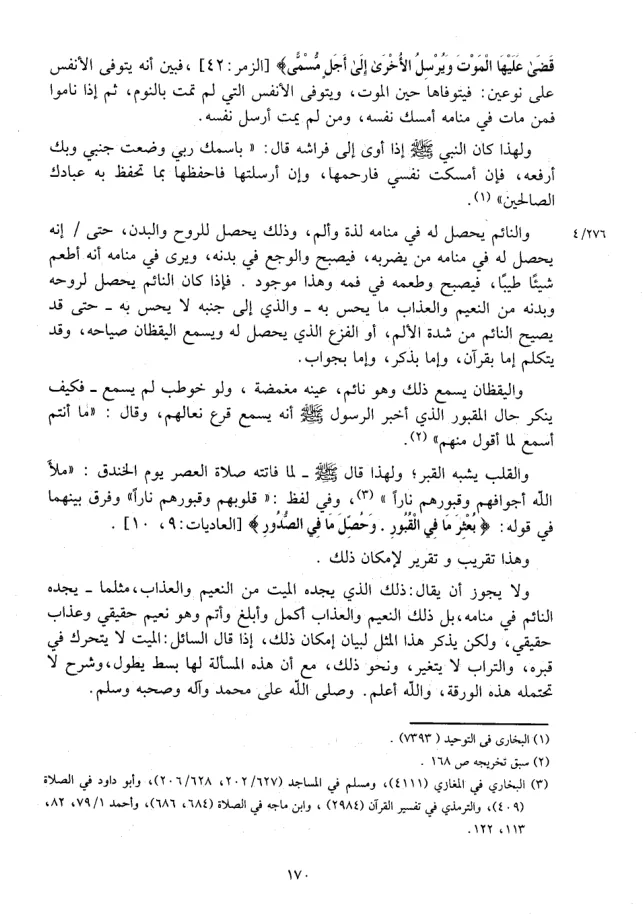 قَضَىٰ عَلَيْهَا الْمَوْتَ وَيُرْسِلُ الأُخْرَىٰ إِلَىٰ أَجَلٍ مُّسَمًّى﴾ [الزمر:٤٢] ،فبين أنه يتوفى الأنفس
على نوعين: فيتوفاها حين الموت، ويتوفى الأنفس التي لم تمت بالنوم، ثم إذا ناموا
فمن مات في منامه أمسك نفسه، ومن لم يمت أرسل نفسه.
ولهذا كان النبي ﷺ إذا أوى إلى فراشه قال: « باسمك ربي وضعت جنبي وبك
أرفعه، فإن أمسكت نفسي فارحمها، وإن أرسلتها فاحفظها بما تحفظ به عبادك
الصالحين» (١).
٤/٢٧٦ والنائم يحصل له في منامه لذة وألم، وذلك يحصل للروح والبدن، حتى / إنه
يحصل له في منامه من يضربه، فيصبح والوجع في بدنه، ويرى في منامه أنه أطعم
شيئًا طيبًا، فيصبح وطعمه في فمه وهذا موجود . فإذا كان النائم يحصل لروحه
وبدنه من النعيم والعذاب ما يحس به ـ والذي إلى جنبه لا يحس به ـ حتى قد
يصيح النائم من شدة الألم، أو الفزع الذي يحصل له ويسمع اليقظان صياحه، وقد
يتكلم إما بقرآن، وإما بذكر، وإما بجواب.
واليقظان يسمع ذلك وهو نائم، عينه مغمضة ، ولو خوطب لم يسمع ـ فكيف
ينكر حال المقبور الذي أخبر الرسول ﷺ أنه يسمع قرع نعالهم، وقال : «ما أنتم
أسمع لما أقول منهم» (٢).
والقلب يشبه القبر؛ ولهذا قال ﷺ ـ لما فاتته صلاة العصر يوم الخندق : «ملأ
اللّه أجوافهم وقبورهم ناراً » (٣)، وفي لفظ :« قلوبهم وقبورهم ناراً» وفرق بينهما
في قوله: ﴿ بُعْثِرَ مَا فِي الْقُبُورِ . وَحُصِّلَ مَا فِي الصُّدُورِ ﴾ [العاديات:٩، ١٠] .
وهذا تقريب و تقرير لإمكان ذلك .
ولا يجوز أن يقال:ذلك الذي يجده الميت من النعيم والعذاب،مثلما ـ يجده
النائم في منامه،بل ذلك النعيم والعذاب أكمل وأبلغ وأتم وهو نعيم حقيقي وعذاب
حقيقي، ولكن يذكر هذا المثل لبيان إمكان ذلك، إذا قال السائل:الميت لا يتحرك في
قبره، والتراب لا يتغير، ونحو ذلك، مع أن هذه المسألة لها بسط يطول،وشرح لا
تحتمله هذه الورقة، واللّه أعلم. وصلى اللّه على محمد وآله وصحبه وسلم.
(١) البخارى فى التوحيد ( ٧٣٩٣) .
(٢) سبق تخريجه ص ١٦٨ .
(٣) البخاري في المغازي (٤١١١)، ومسلم في المساجد (٢٠٢/٦٢٧، ٢٠٦/٦٢٨)، وأبو داود في الصلاة
(٤٠٩)، والترمذي في تفسير القرآن (٢٩٨٤) ، وابن ماجه في الصلاة (٦٨٤، ٦٨٦)، وأحمد ٧٩/١، ٨٢،
١١٣، ١٢٢.
١٧٠